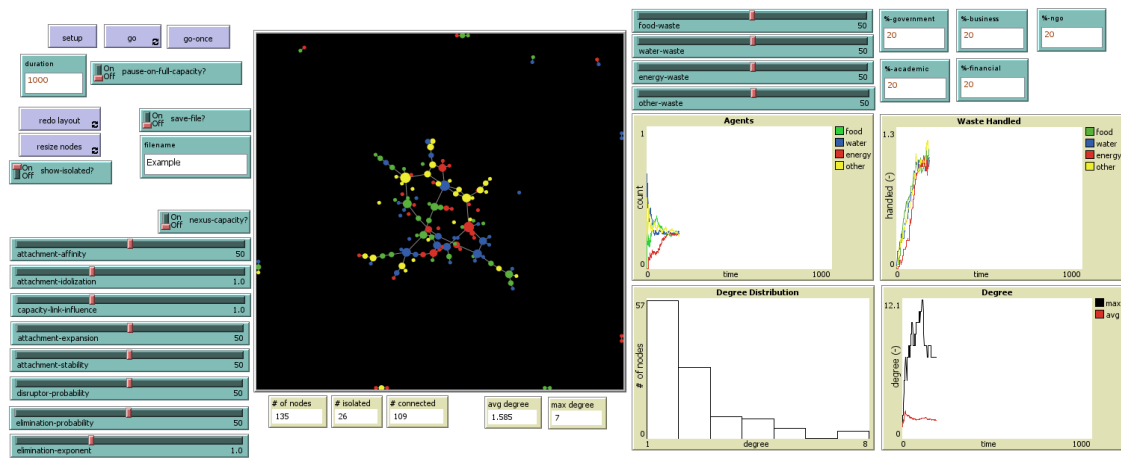 setup
go
go-once
duration
1000
On
Off
pause-on-full-capacity?
redo layout
resize nodes
On
Off
save-file?
filename
Example
On
Off
show-isolated?
On
Off
nexus-capacity?
attachment-affinity 50
attachment-idolization 1.0
capacity-link-influence 1.0
attachment-expansion 50
attachment-stability 50
disruptor-probability 50
elimination-probability 50
elimination-exponent 1.0
# of nodes
135
# isolated
26
# connected
109
avg degree
1.585
max degree
7
food-waste 50
water-waste 50
energy-waste 50
other-waste 50
%-government
20
%-business
20
%-ngo
20
%-academic
20
%-financial
20
Agents
1
count
0
0
time
1000
food
water
energy
other
Waste Handled
1.3
handled (-)
0
0
time
1000
food
water
energy
other
Degree Distribution
57
# of nodes
0
1
degree
8
Degree
12.1
degree (-)
0
0
time
1000
max
avg